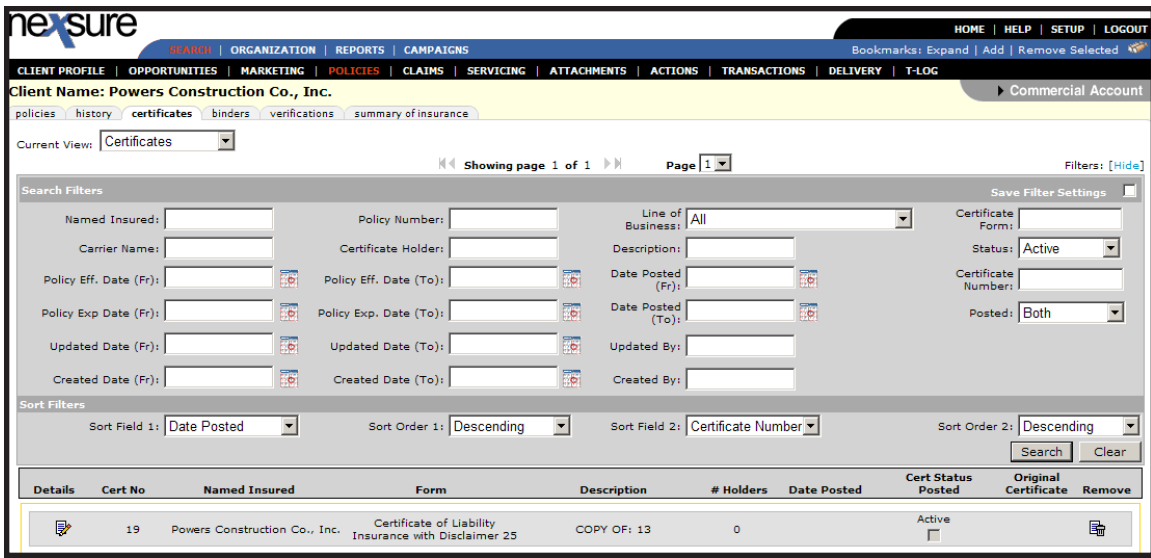 nexsure
HOME | HELP | SETUP | LOGOUT
SEARCH | ORGANIZATION | REPORTS | CAMPAIGNS
Bookmarks: Expand | Add | Remove Selected
CLIENT PROFILE | OPPORTUNITIES | MARKETING | POLICIES | CLAIMS | SERVICING | ATTACHMENTS | ACTIONS | TRANSACTIONS | DELIVERY | T-LOG
Client Name: Powers Construction Co., Inc.
Commercial Account
policies history certificates binders verifications summary of insurance
Current View: Certificates
Showing page 1 of 1 Page 1 Filters: [Hide]
Search Filters Save Filter Settings
Named Insured: Policy Number: Line of Business: All Certificate Form:
Carrier Name: Certificate Holder: Description: Status: Active
Policy Eff. Date (Fr): Policy Eff. Date (To): Date Posted (Fr): Certificate Number:
Policy Exp Date (Fr): Policy Exp. Date (To): Date Posted (To): Posted: Both
Updated Date (Fr): Updated Date (To): Updated By:
Created Date (Fr): Created Date (To): Created By:
Sort Filters
Sort Field 1: Date Posted Sort Order 1: Descending Sort Field 2: Certificate Number Sort Order 2: Descending
Search Clear
Details Cert No Named Insured Form Description # Holders Date Posted Cert Status Posted Original Certificate Remove
19 Powers Construction Co., Inc. Certificate of Liability Insurance with Disclaimer 25 COPY OF: 13 0 Active